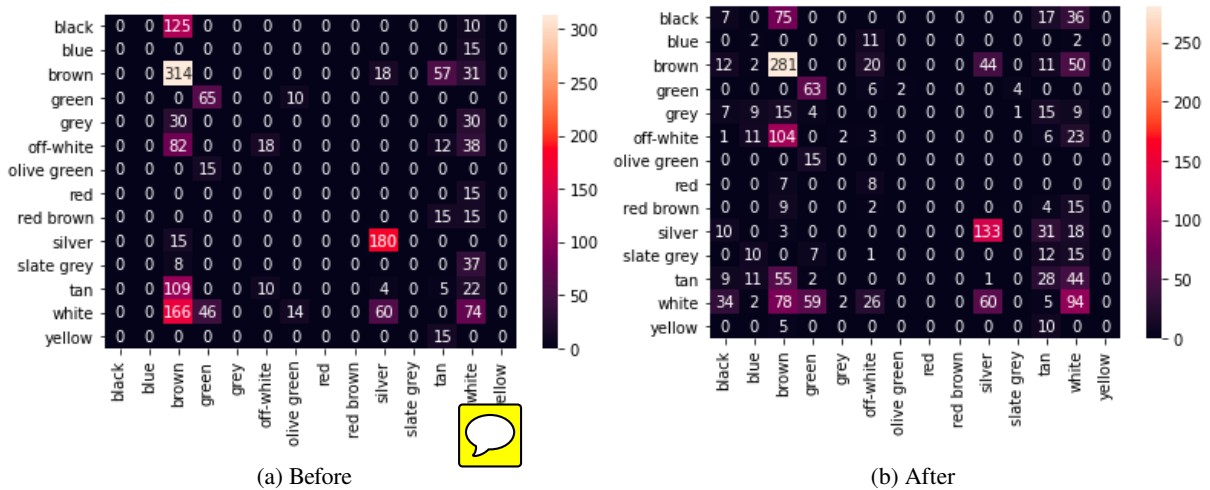 black 0 0 125 0 0 0 0 0 0 0 0 0 10 0
blue 0 0 0 0 0 0 0 0 0 0 0 0 15 0
brown 0 0 314 0 0 0 0 0 0 18 0 57 31 0
green 0 0 0 65 0 0 10 0 0 0 0 0 0 0
grey 0 0 30 0 0 0 0 0 0 0 0 0 30 0
off-white 0 0 82 0 0 18 0 0 0 0 0 12 38 0
olive green 0 0 0 15 0 0 0 0 0 0 0 0 0 0
red 0 0 0 0 0 0 0 0 0 0 0 0 15 0
red brown 0 0 0 0 0 0 0 0 0 0 0 15 15 0
silver 0 0 15 0 0 0 0 0 0 180 0 0 0 0
slate grey 0 0 8 0 0 0 0 0 0 0 0 0 37 0
tan 0 0 109 0 0 10 0 0 0 4 0 5 22 0
white 0 0 166 46 0 0 14 0 0 60 0 0 74 0
yellow 0 0 0 0 0 0 0 0 0 0 0 15 0 0
black blue brown green grey off-white olive green red red brown silver slate grey tan white ellow
300
250
200
150
100
50
0
(a) Before
black 7 0 75 0 0 0 0 0 0 0 0 17 36 0
blue 0 2 0 0 0 11 0 0 0 0 0 0 2 0
brown 12 2 281 0 0 20 0 0 0 44 0 11 50 0
green 0 0 0 63 0 6 2 0 0 0 4 0 0 0
grey 7 9 15 4 0 0 0 0 0 0 1 15 9 0
off-white 1 11 104 0 2 3 0 0 0 0 0 6 23 0
olive green 0 0 0 15 0 0 0 0 0 0 0 0 0 0
red 0 0 7 0 0 8 0 0 0 0 0 0 0 0
red brown 0 0 9 0 0 2 0 0 0 0 0 4 15 0
silver 10 0 3 0 0 0 0 0 0 133 0 31 18 0
slate grey 0 10 0 7 0 1 0 0 0 0 0 12 15 0
tan 9 11 55 2 0 0 0 0 0 1 0 28 44 0
white 34 2 78 59 2 26 0 0 0 60 0 5 94 0
yellow 0 0 5 0 0 0 0 0 0 0 0 10 0 0
black blue brown green grey off-white olive green red red brown silver slate grey tan white yellow
250
200
150
100
50
0
(b) After